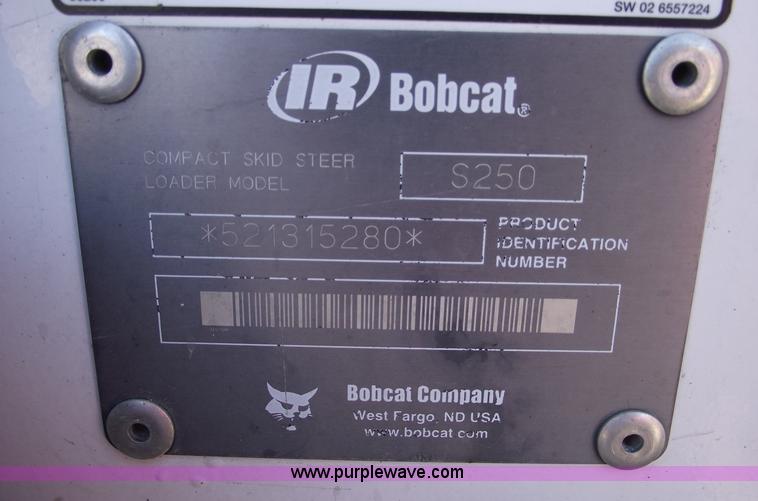 SW 02 6557224
IR Bobcat®
COMPACT SKID STEER
LOADER MODEL
S250
*521315280*
PRODUCT
IDENTIFICATION
NUMBER
Bobcat Company
West Fargo, ND USA
www.bobcat.com
www.purplewave.com